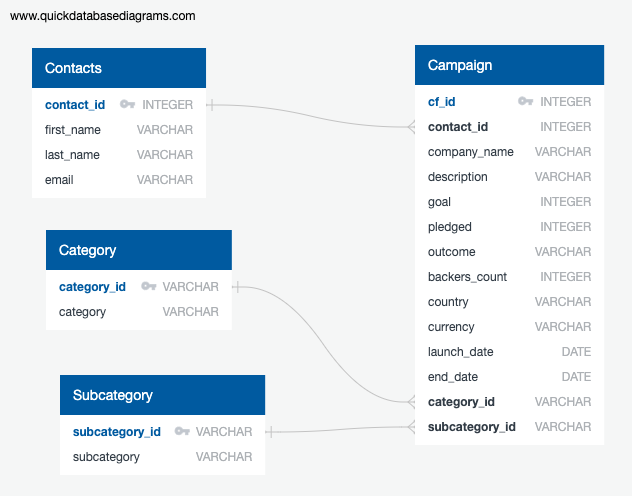 www.quickdatabasediagrams.com
Contacts
contact_id INTEGER
first_name VARCHAR
last_name VARCHAR
email VARCHAR
Category
category_id VARCHAR
category VARCHAR
Subcategory
subcategory_id VARCHAR
subcategory VARCHAR
Campaign
cf_id INTEGER
contact_id INTEGER
company_name VARCHAR
description VARCHAR
goal INTEGER
pledged INTEGER
outcome VARCHAR
backers_count INTEGER
country VARCHAR
currency VARCHAR
launch_date DATE
end_date DATE
category_id VARCHAR
subcategory_id VARCHAR